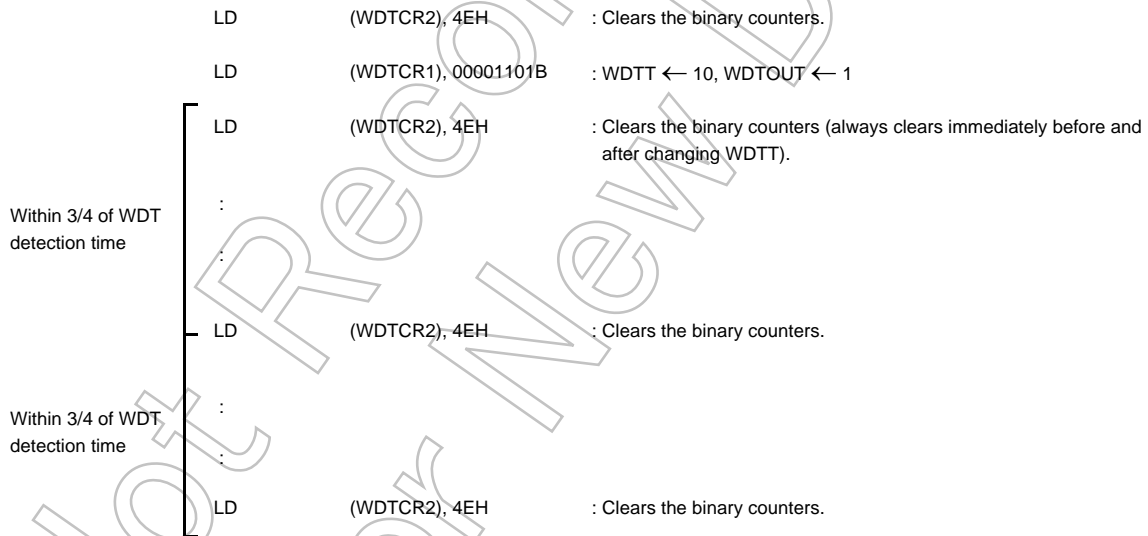 LD (WDTCR2), 4EH : Clears the binary counters.
LD (WDTCR1), 00001101B : WDTT ← 10, WDTOUT ← 1
LD (WDTCR2), 4EH : Clears the binary counters (always clears immediately before and
after changing WDTT).
Within 3/4 of WDT :
detection time
:
LD (WDTCR2), 4EH : Clears the binary counters.
Within 3/4 of WDT :
detection time
:
LD (WDTCR2), 4EH : Clears the binary counters.